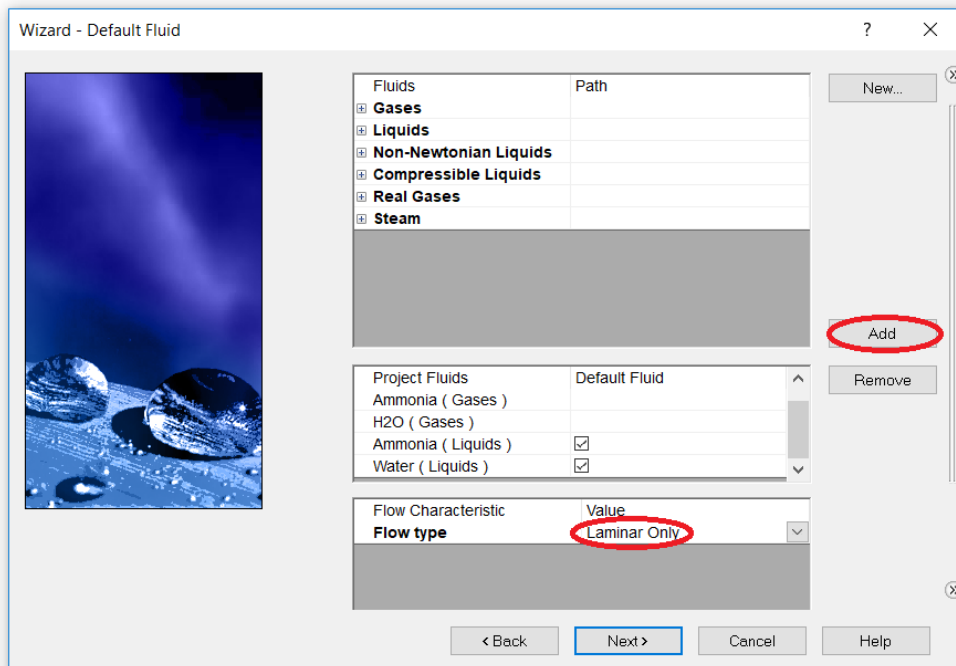 Wizard - Default Fluid ?
Fluids Path
Gases
Liquids
Non-Newtonian Liquids
Compressible Liquids
Real Gases
Steam
New...
Add
Project Fluids Default Fluid
Ammonia ( Gases )
H2O ( Gases )
Ammonia ( Liquids )
Water ( Liquids )
Remove
Flow Characteristic Value
Flow type Laminar Only
< Back Next > Cancel Help